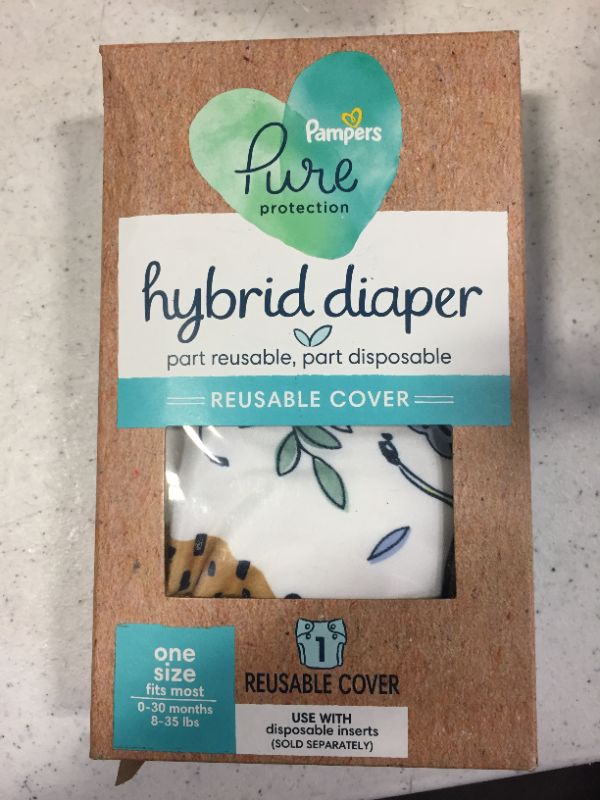 Pampers
Pure
protection
hybrid diaper
part reusable, part disposable
REUSABLE COVER
one
size
fits most
0-30 months
8-35 lbs
1
REUSABLE COVER
USE WITH
disposable inserts
(SOLD SEPARATELY)